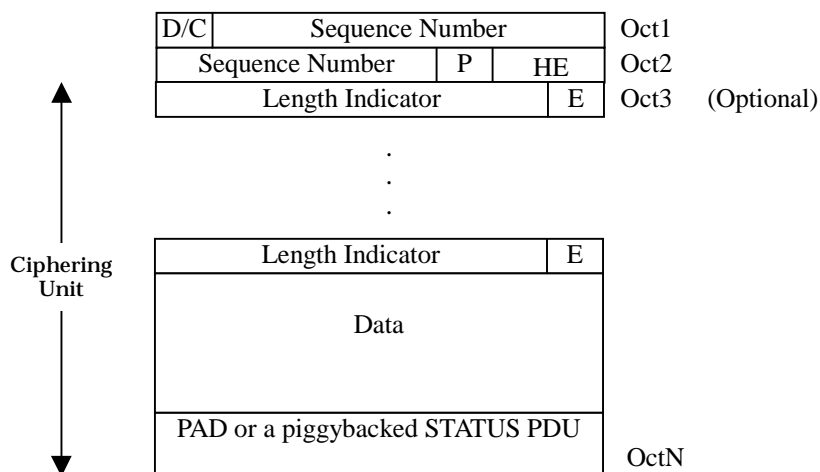 D/C Sequence Number Oct1
Sequence Number P HE Oct2
Length Indicator E Oct3 (Optional)
.
.
.
Length Indicator E
Ciphering
Unit
Data
PAD or a piggybacked STATUS PDU
OctN